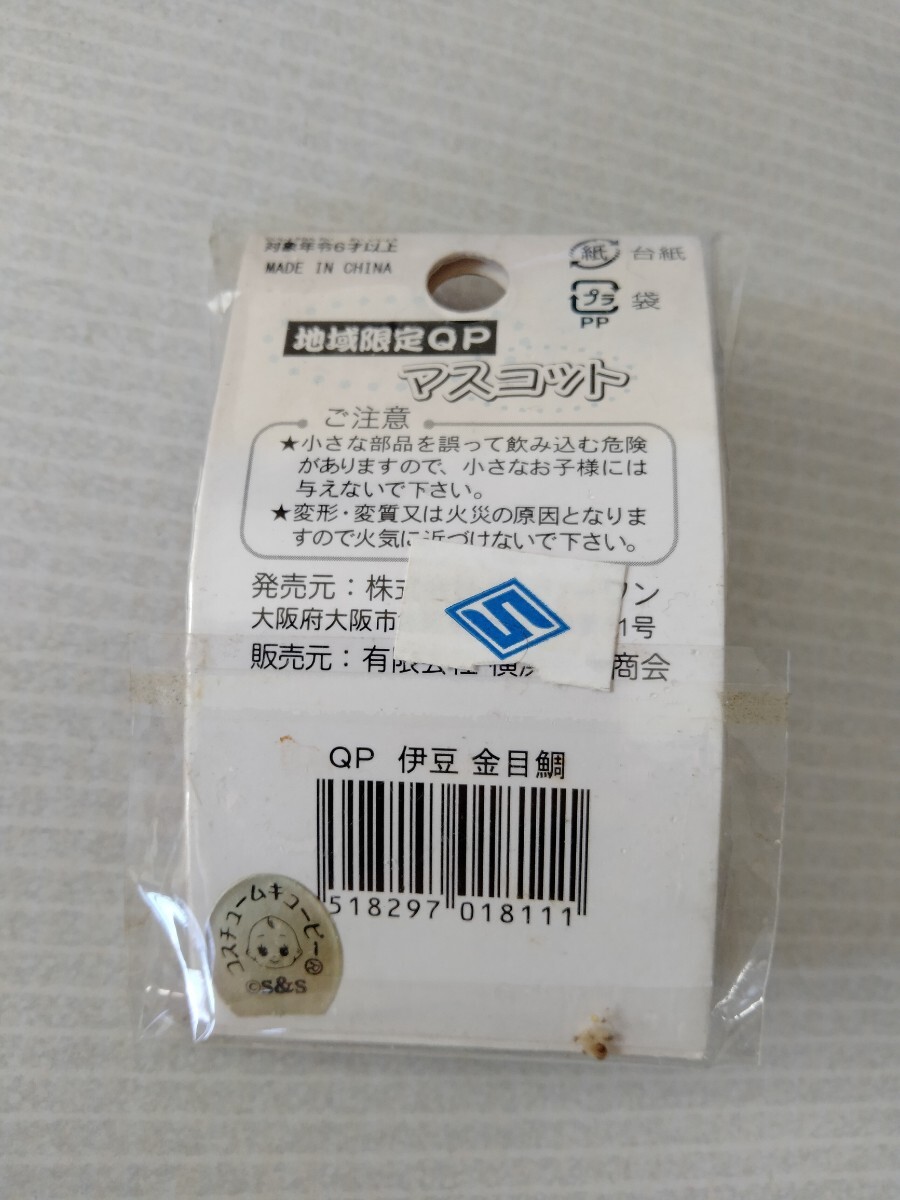 対象年令6才以上
MADE IN CHINA
紙 台紙
プラ 袋
PP
地域限定QP
マスコット
ご注意
★小さな部品を誤って飲み込む危険
がありますので、小さなお子様には
与えないで下さい。
★変形・変質又は火災の原因となりま
すので火気に近づけないで下さい。
発売元：株式 ン
大阪府大阪市 1号
販売元：有限会社 横 商会
QP 伊豆 金目鯛
518297 018111
コスチュームキューピー
©S&S